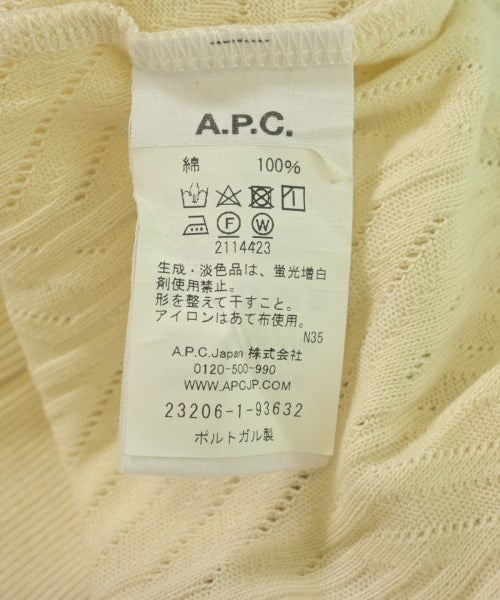 A.P.C.
綿 100%
F W
2114423
生成・淡色品は、蛍光増白
剤使用禁止。
形を整えて干すこと。
アイロンはあて布使用。
N35
A.P.C.Japan 株式会社
0120-500-990
WWW.APCJP.COM
23206-1-93632
ポルトガル製